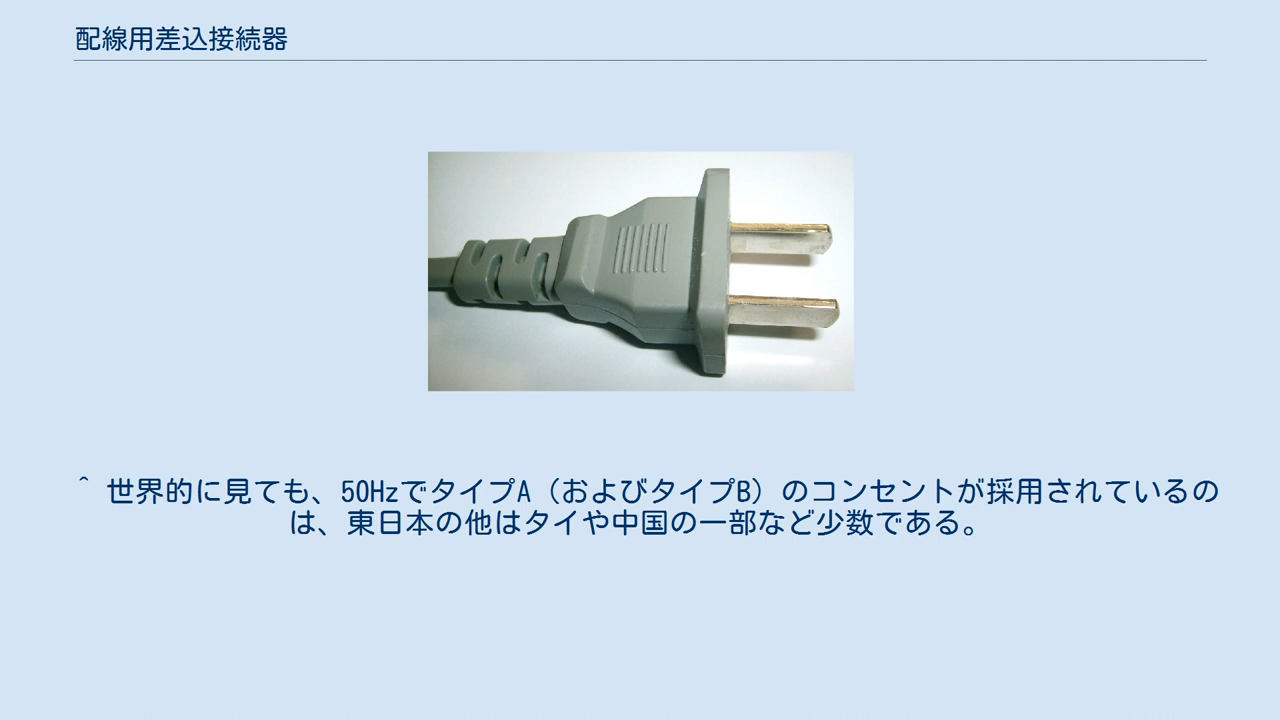 配線用差込接続器
^ 世界的に見ても、50HzでタイプA（およびタイプB）のコンセントが採用されているの
は、東日本の他はタイや中国の一部など少数である。